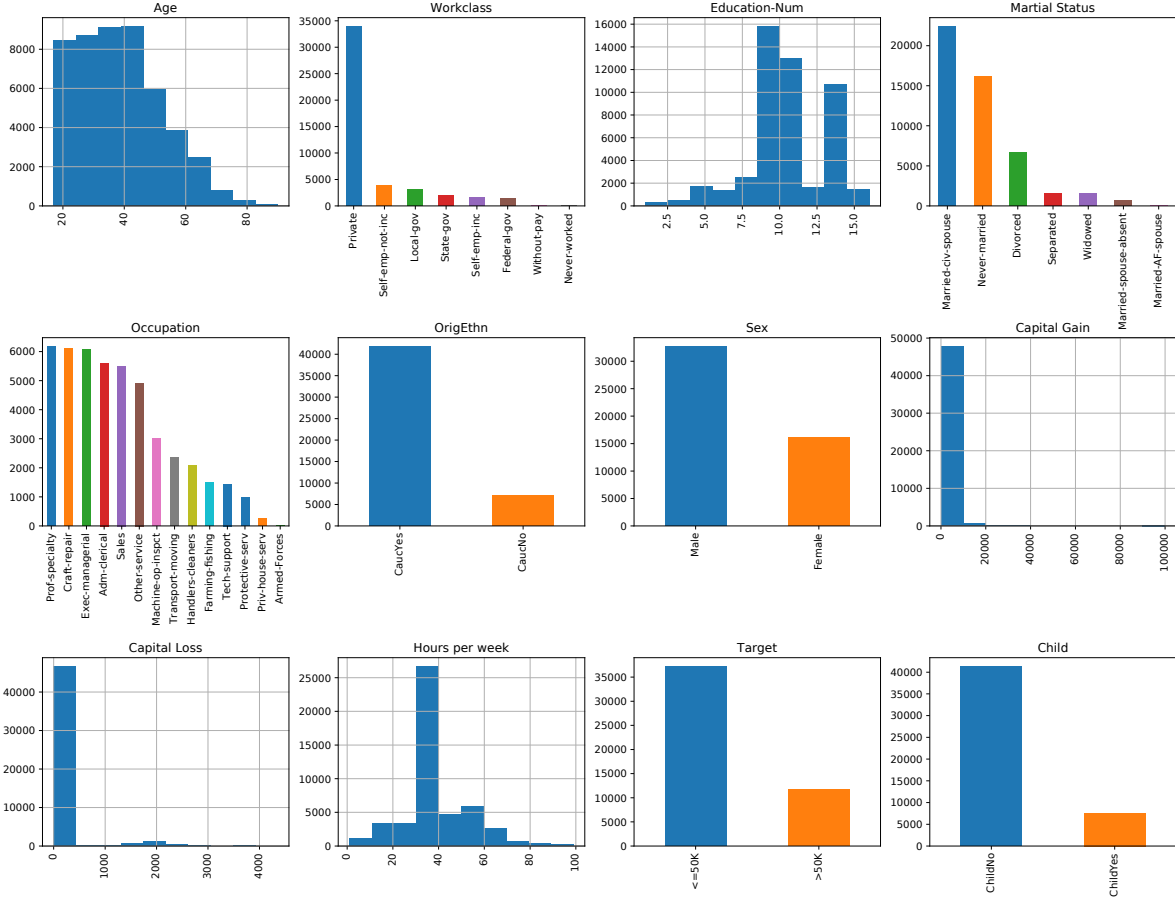 Age
8000
6000
4000
2000
0
20
40
60
80
Workclass
35000
30000
25000
20000
15000
10000
5000
0
Private
Self-emp-not-inc
Local-gov
State-gov
Self-emp-inc
Federal-gov
Without-pay
Never-worked
Education-Num
16000
14000
12000
10000
8000
6000
4000
2000
0
2.5
5.0
7.5
10.0
12.5
15.0
Martial Status
20000
15000
10000
5000
0
Married-civ-spouse
Never-married
Divorced
Separated
Widowed
Married-spouse-absent
Married-AF-spouse
Occupation
6000
5000
4000
3000
2000
1000
0
Prof-specialty
Craft-repair
Exec-managerial
Adm-clerical
Sales
Other-service
Machine-op-inspct
Transport-moving
Handlers-cleaners
Farming-fishing
Tech-support
Protective-serv
Priv-house-serv
Armed-Forces
OrigEthn
40000
35000
30000
25000
20000
15000
10000
5000
0
CaucYes
CaucNo
Sex
30000
25000
20000
15000
10000
5000
0
Male
Female
Capital Gain
50000
40000
30000
20000
10000
0
0
20000
40000
60000
80000
100000
Capital Loss
40000
30000
20000
10000
0
0
1000
2000
3000
4000
Hours per week
25000
20000
15000
10000
5000
0
0
20
40
60
80
100
Target
35000
30000
25000
20000
15000
10000
5000
0
<=50K
>50K
Child
40000
35000
30000
25000
20000
15000
10000
5000
0
ChildNo
ChildYes